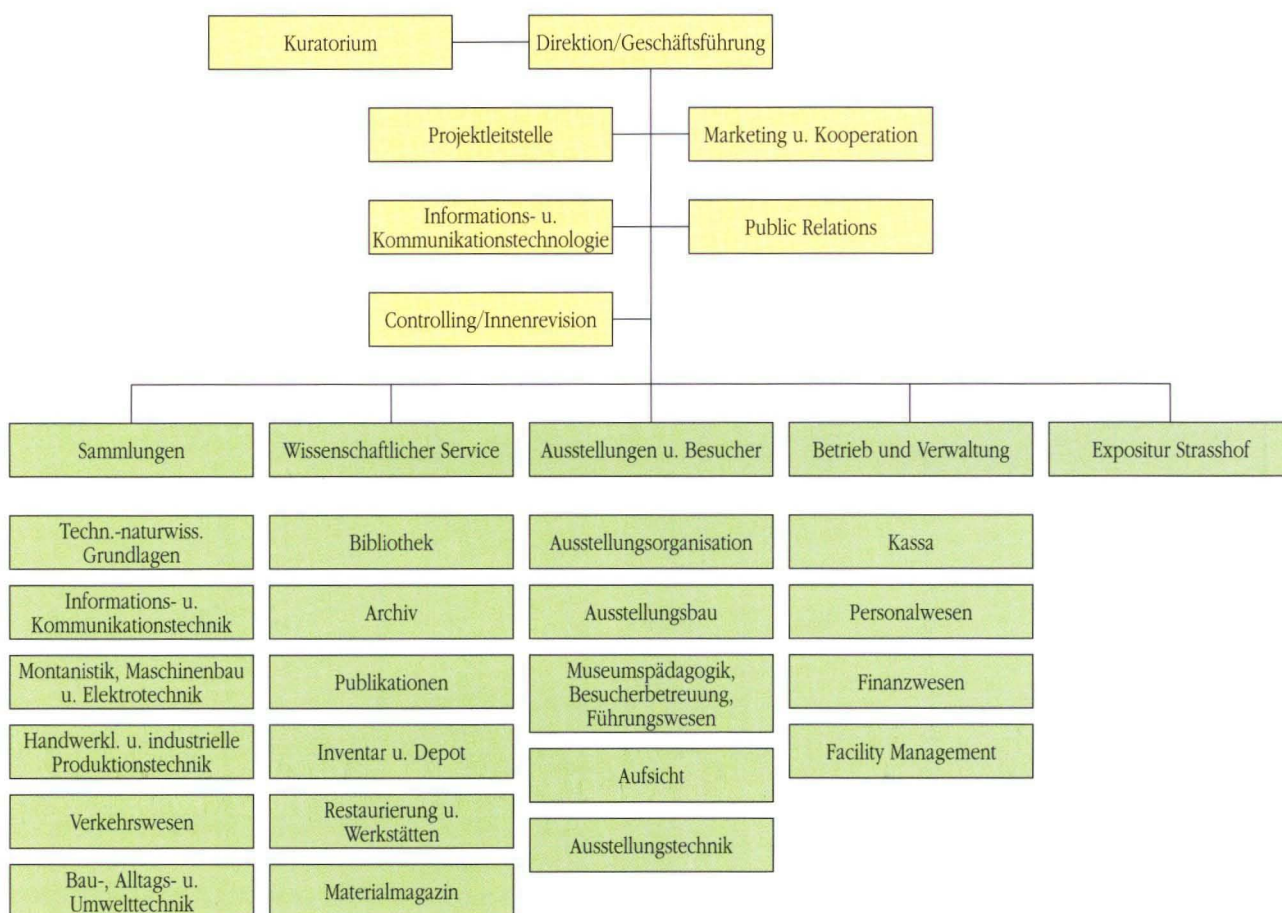 Kuratorium
Direktion/Geschäftsführung
Projektleitstelle
Marketing u. Kooperation
Informations- u.
Kommunikationstechnologie
Public Relations
Controlling/Innenrevision
Sammlungen
Wissenschaftlicher Service
Ausstellungen u. Besucher
Betrieb und Verwaltung
Expositur Strasshof
Techn.-naturwiss.
Grundlagen
Informations- u.
Kommunikationstechnik
Montanistik, Maschinenbau
u. Elektrotechnik
Handwerkl. u. industrielle
Produktionstechnik
Verkehrswesen
Bau-, Alltags- u.
Umwelttechnik
Bibliothek
Archiv
Publikationen
Inventar u. Depot
Restaurierung u.
Werkstätten
Materialmagazin
Ausstellungsorganisation
Ausstellungsbau
Museumspädagogik,
Besucherbetreuung,
Führungswesen
Aufsicht
Ausstellungstechnik
Kassa
Personalwesen
Finanzwesen
Facility Management